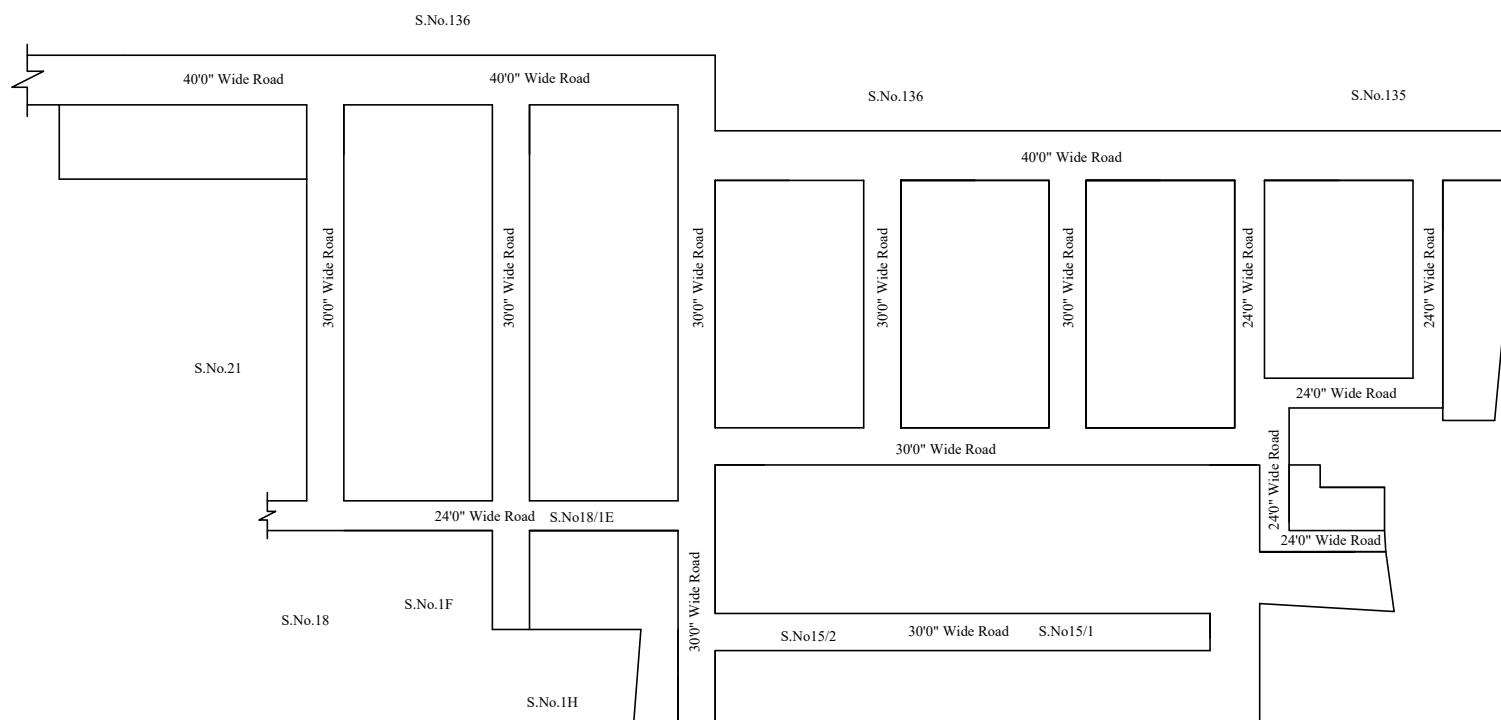 S.No.136
40'0" Wide Road
40'0" Wide Road
S.No.136
S.No.135
40'0" Wide Road
30'0" Wide Road
30'0" Wide Road
30'0" Wide Road
30'0" Wide Road
30'0" Wide Road
24'0" Wide Road
24'0" Wide Road
S.No.21
24'0" Wide Road
30'0" Wide Road
24'0" Wide Road
24'0" Wide Road
S.No18/1E
24'0" Wide Road
30'0" Wide Road
S.No.1F
S.No.18
S.No15/2
30'0" Wide Road
S.No15/1
S.No.1H